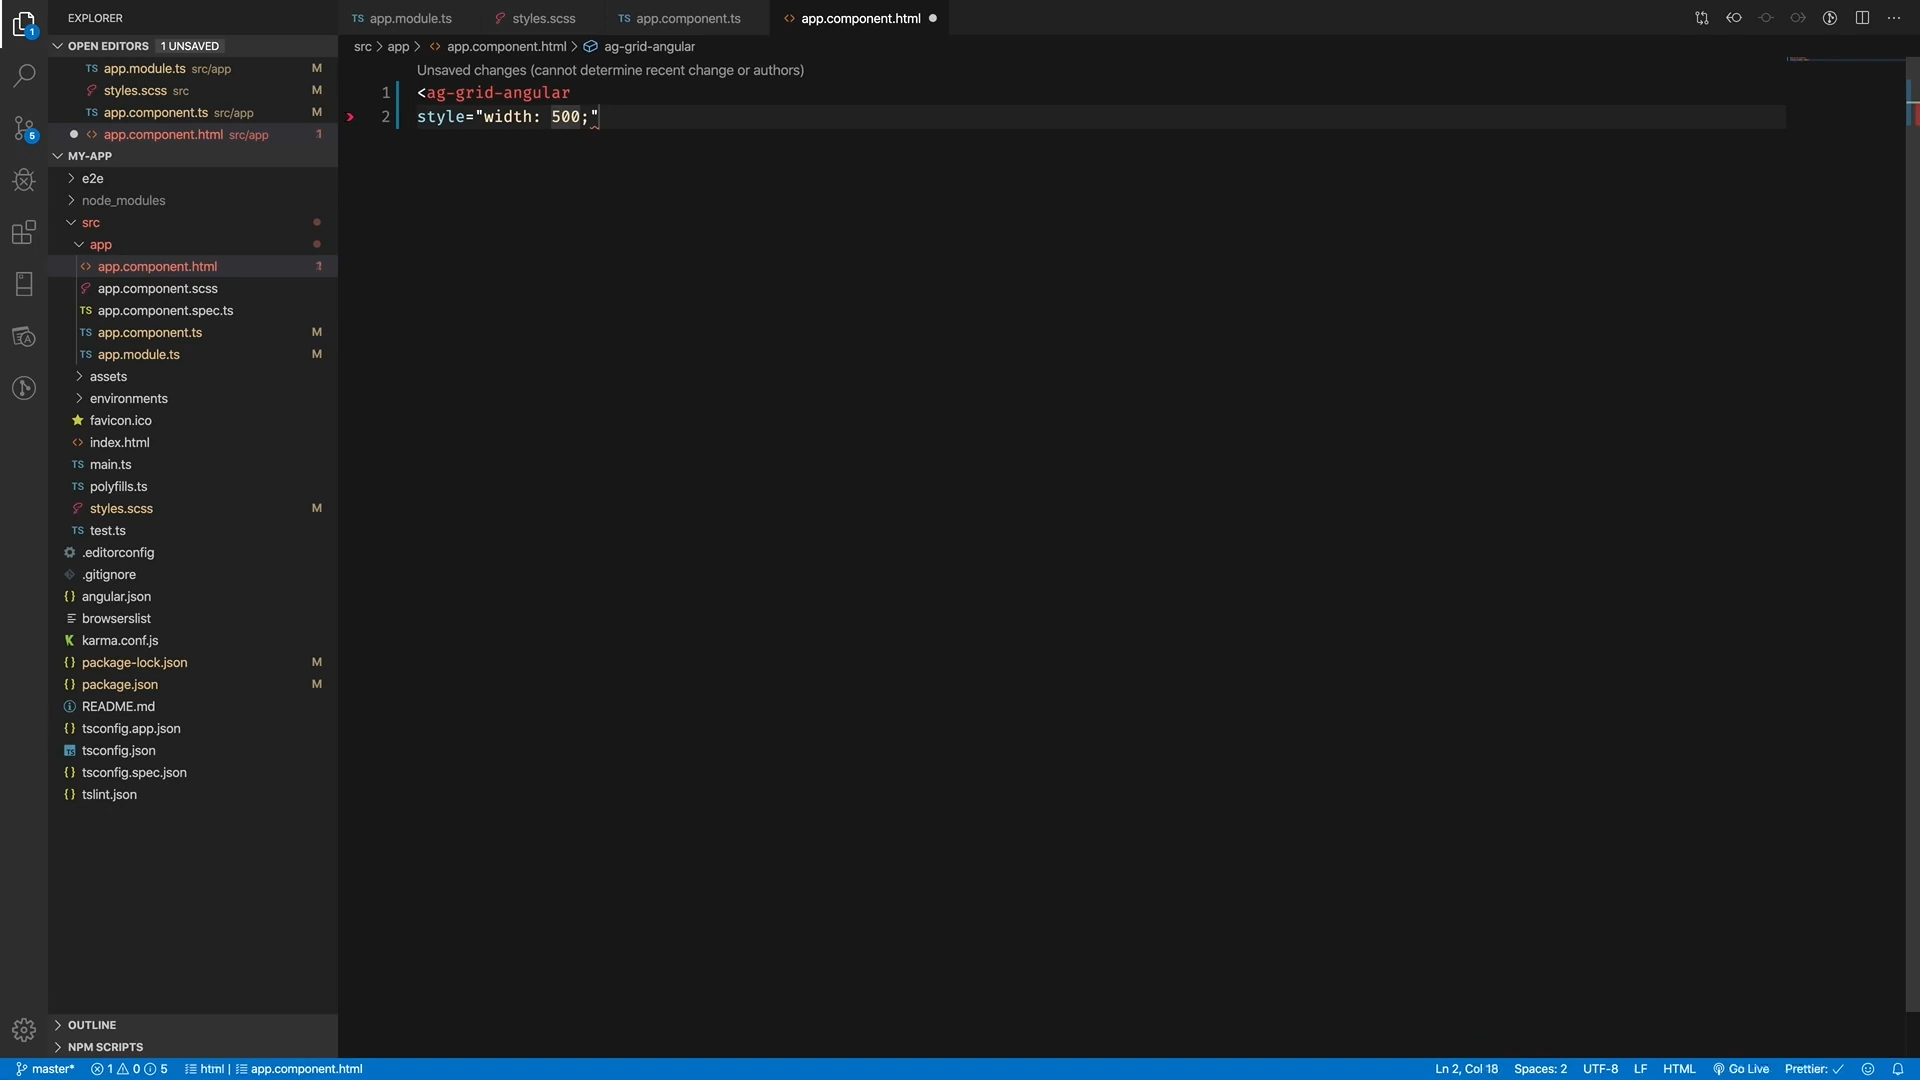 EXPLORER
OPEN EDITORS 1 UNSAVED
TS app.module.ts src/app M
styles.scss src M
TS app.component.ts src/app M
<> app.component.html src/app 1
MY-APP
e2e
node_modules
src
app
<> app.component.html 1
app.component.scss
TS app.component.spec.ts
TS app.component.ts M
TS app.module.ts M
assets
environments
favicon.ico
<> index.html
TS main.ts
TS polyfills.ts
styles.scss M
TS test.ts
.editorconfig
.gitignore
{} angular.json
browserslist
K karma.conf.js
{} package-lock.json M
{} package.json M
README.md
{} tsconfig.app.json
TS tsconfig.json
{} tsconfig.spec.json
{} tslint.json
OUTLINE
NPM SCRIPTS
1
5
TS app.module.ts
styles.scss
TS app.component.ts
<> app.component.html
src > app > <> app.component.html > ag-grid-angular
Unsaved changes (cannot determine recent change or authors)
1 <ag-grid-angular
2 style="width: 500;"
master* 1 0 5 html | app.component.html
Ln 2, Col 18 Spaces: 2 UTF-8 LF HTML Go Live Prettier: ✓